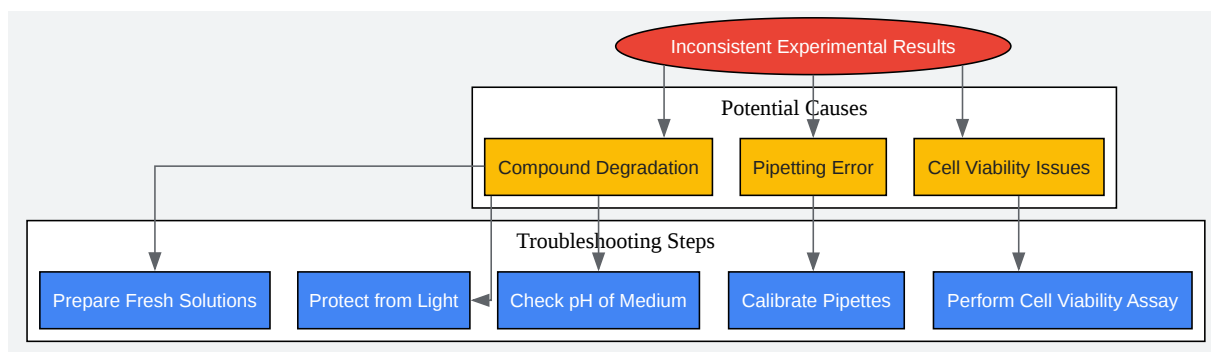 Inconsistent Experimental Results
Potential Causes
Compound Degradation
Pipetting Error
Cell Viability Issues
Troubleshooting Steps
Prepare Fresh Solutions
Protect from Light
Check pH of Medium
Calibrate Pipettes
Perform Cell Viability Assay